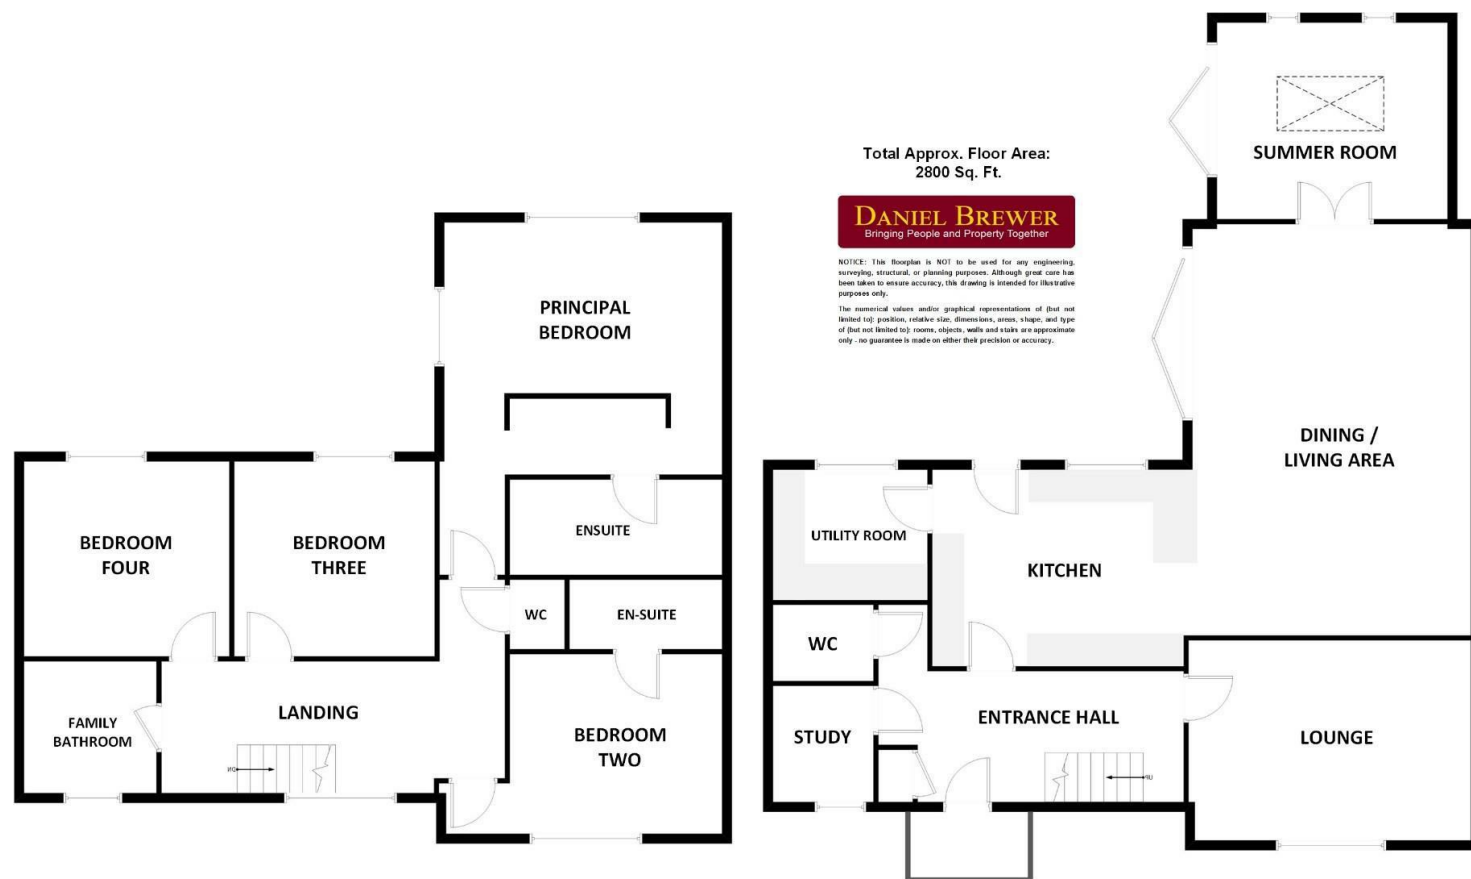 PRINCIPAL
BEDROOM
BEDROOM
FOUR
BEDROOM
THREE
ENSUITE
WC
EN-SUITE
FAMILY
BATHROOM
LANDING
DN
BEDROOM
TWO
Total Approx. Floor Area:
2800 Sq. Ft.
DANIEL BREWER
Bringing People and Property Together
NOTICE: This floorplan is NOT to be used for any engineering,
surveying, structural, or planning purposes. Although great care has
been taken to ensure accuracy, this drawing is intended for illustrative
purposes only.
The numerical values and/or graphical representations of (but not
limited to): position, relative size, dimensions, areas, shape, and type
of (but not limited to): rooms, objects, walls and stairs are approximate
only - no guarantee is made on either their precision or accuracy.
SUMMER ROOM
DINING /
LIVING AREA
UTILITY ROOM
KITCHEN
WC
STUDY
ENTRANCE HALL
UP
LOUNGE